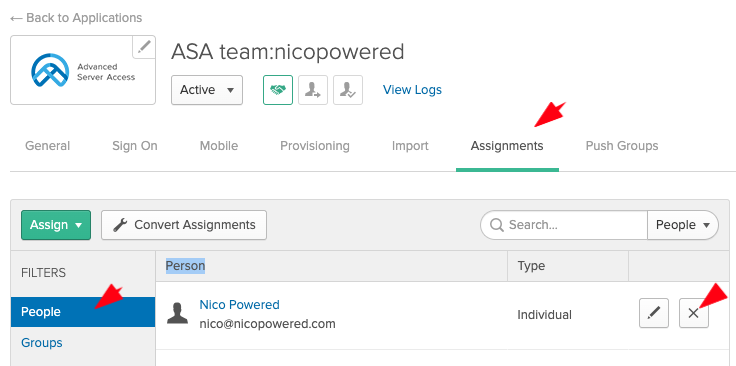 ← Back to Applications
Advanced
Server Access
ASA team:nicopowered
Active
View Logs
General Sign On Mobile Provisioning Import Assignments Push Groups
Assign Convert Assignments Search... People
FILTERS Person Type
People
Nico Powered
nico@nicopowered.com
Individual
Groups